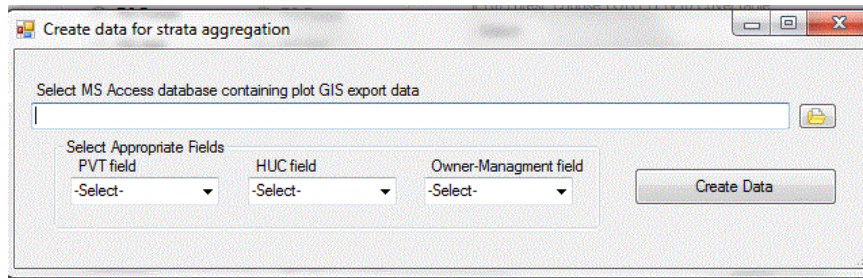 Create data for strata aggregation
Select MS Access database containing plot GIS export data
Select Appropriate Fields
PVT field HUC field Owner-Managment field
-Select- -Select- -Select- Create Data